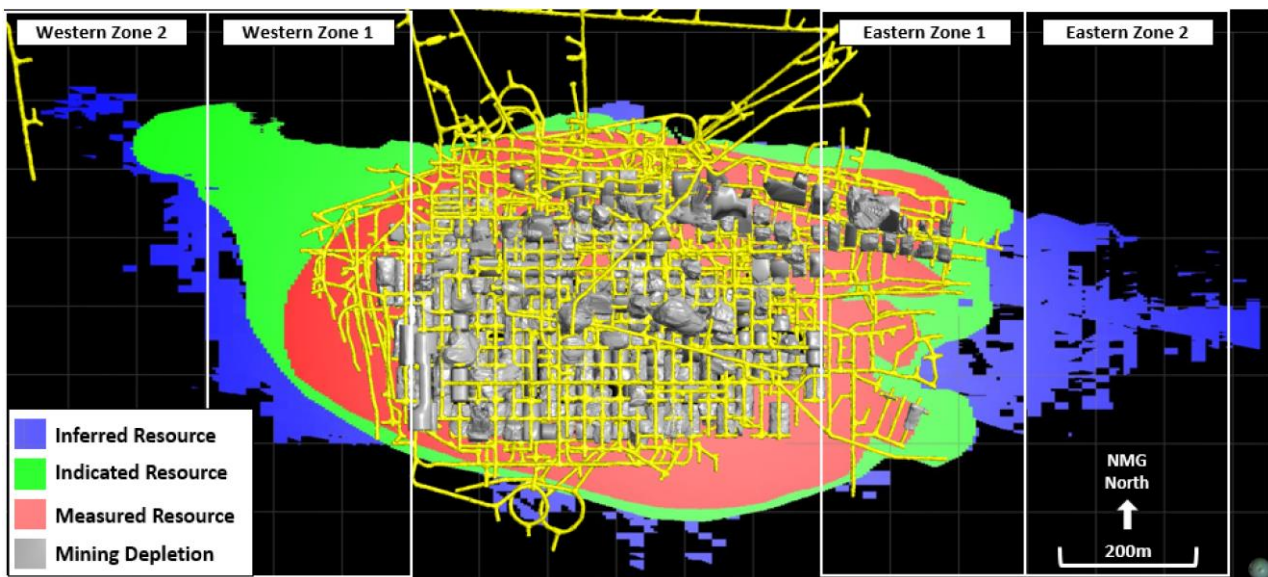 Western Zone 2
Western Zone 1
Eastern Zone 1
Eastern Zone 2
Inferred Resource
Indicated Resource
Measured Resource
Mining Depletion
NMG
North
200m